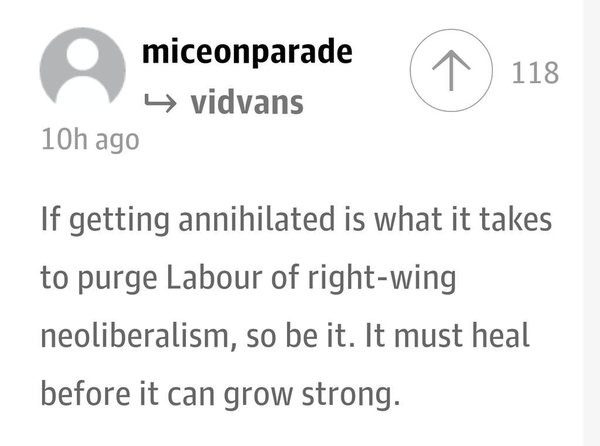 miceonparade
118
↪ vidvans
10h ago
If getting annihilated is what it takes
to purge Labour of right-wing
neoliberalism, so be it. It must heal
before it can grow strong.